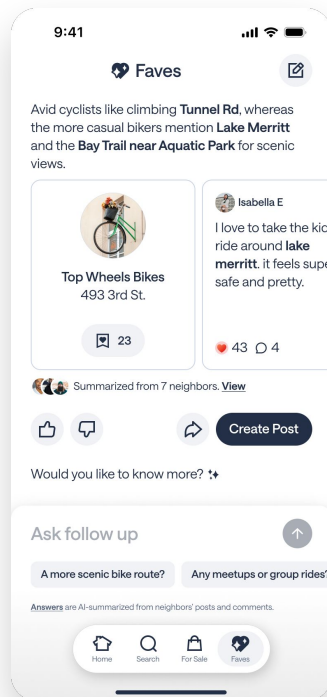 9:41
Faves
Avid cyclists like climbing Tunnel Rd, whereas
the more casual bikers mention Lake Merritt
and the Bay Trail near Aquatic Park for scenic
views.
Top Wheels Bikes
493 3rd St.
23
Isabella E
I love to take the
ride around lake
merritt. it feels
safe and pretty.
43 4
Summarized from 7 neighbors. View
Create Post
Would you like to know more?
Ask follow up
A more scenic bike route?
Any meetups or group rides?
Answers are AI-summarized from neighbors' posts and comments.
Home
Search
For Sale
Faves